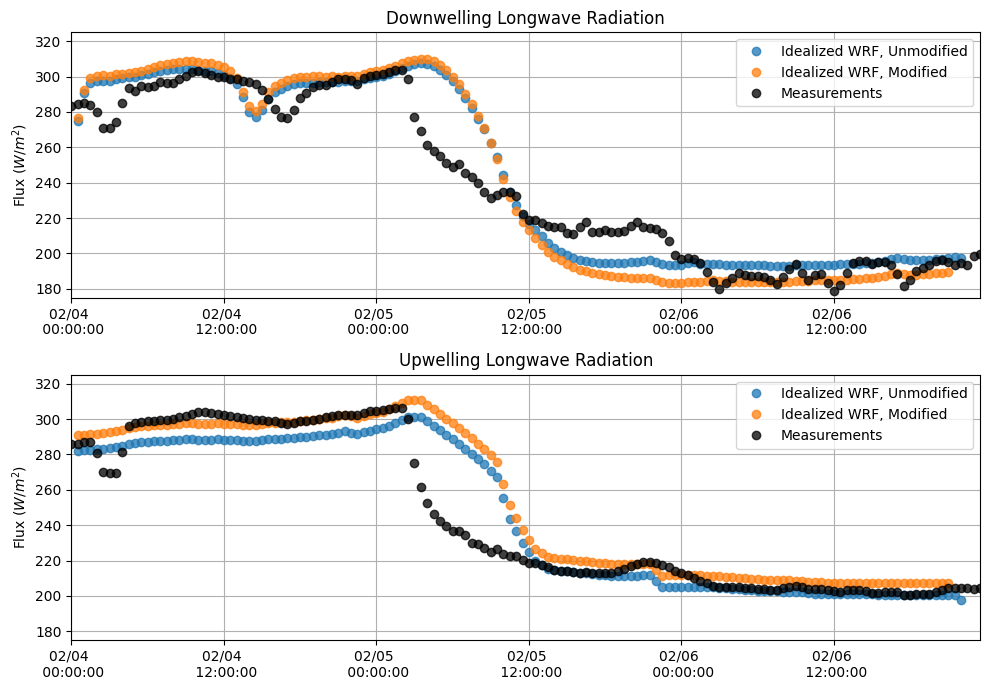 Downwelling Longwave Radiation
Flux (W/m²)
320
300
280
260
240
220
200
180
Idealized WRF, Unmodified
Idealized WRF, Modified
Measurements
02/04 02/04 02/05 02/05 02/06 02/06
00:00:00 12:00:00 00:00:00 12:00:00 00:00:00 12:00:00
Upwelling Longwave Radiation
Flux (W/m²)
320
300
280
260
240
220
200
180
Idealized WRF, Unmodified
Idealized WRF, Modified
Measurements
02/04 02/04 02/05 02/05 02/06 02/06
00:00:00 12:00:00 00:00:00 12:00:00 00:00:00 12:00:00